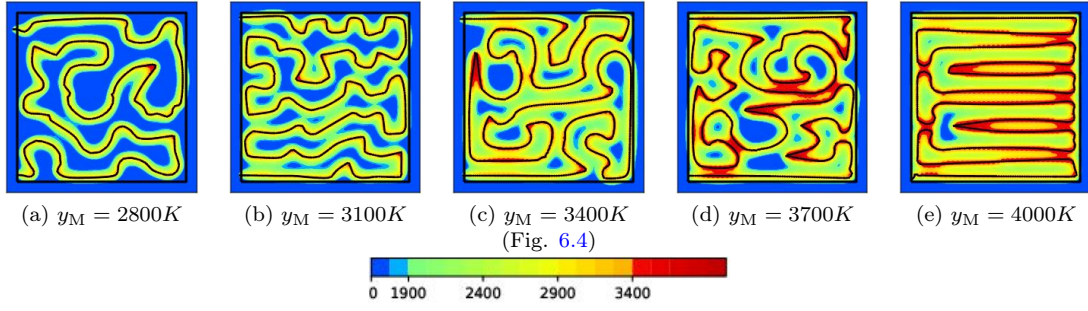 (a) y_M = 2800K
(b) y_M = 3100K
(c) y_M = 3400K
(Fig. 6.4)
(d) y_M = 3700K
(e) y_M = 4000K
0 1900 2400 2900 3400